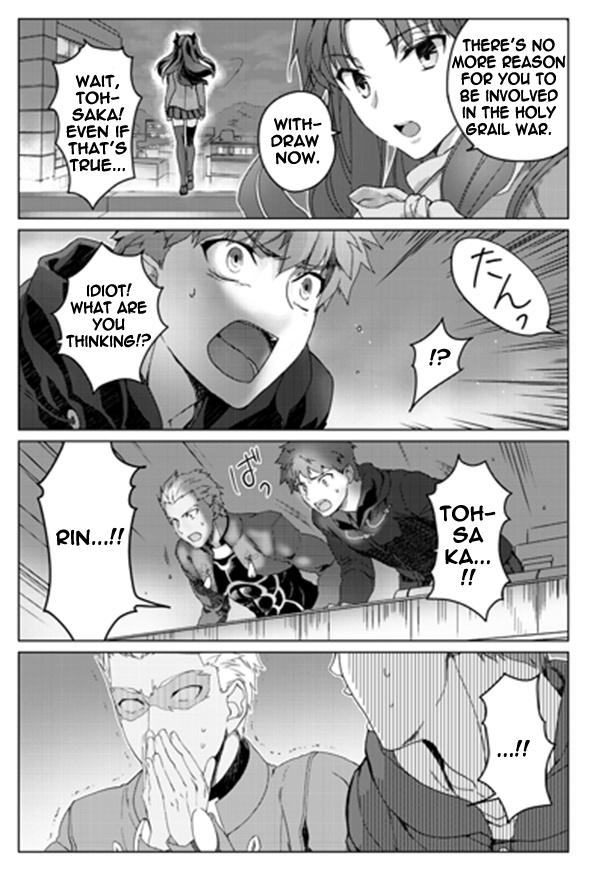 THERE'S NO
MORE REASON
FOR YOU TO
BE INVOLVED
IN THE HOLY
GRAIL WAR.
WITH-
DRAW
NOW.
WAIT,
TOH-
SAKA!
EVEN IF
THAT'S
TRUE...
たんっ
!?
IDIOT!
WHAT ARE
YOU
THINKING!?
TOH-
SA
KA...
!!
ばっ
RIN...!!
...!!